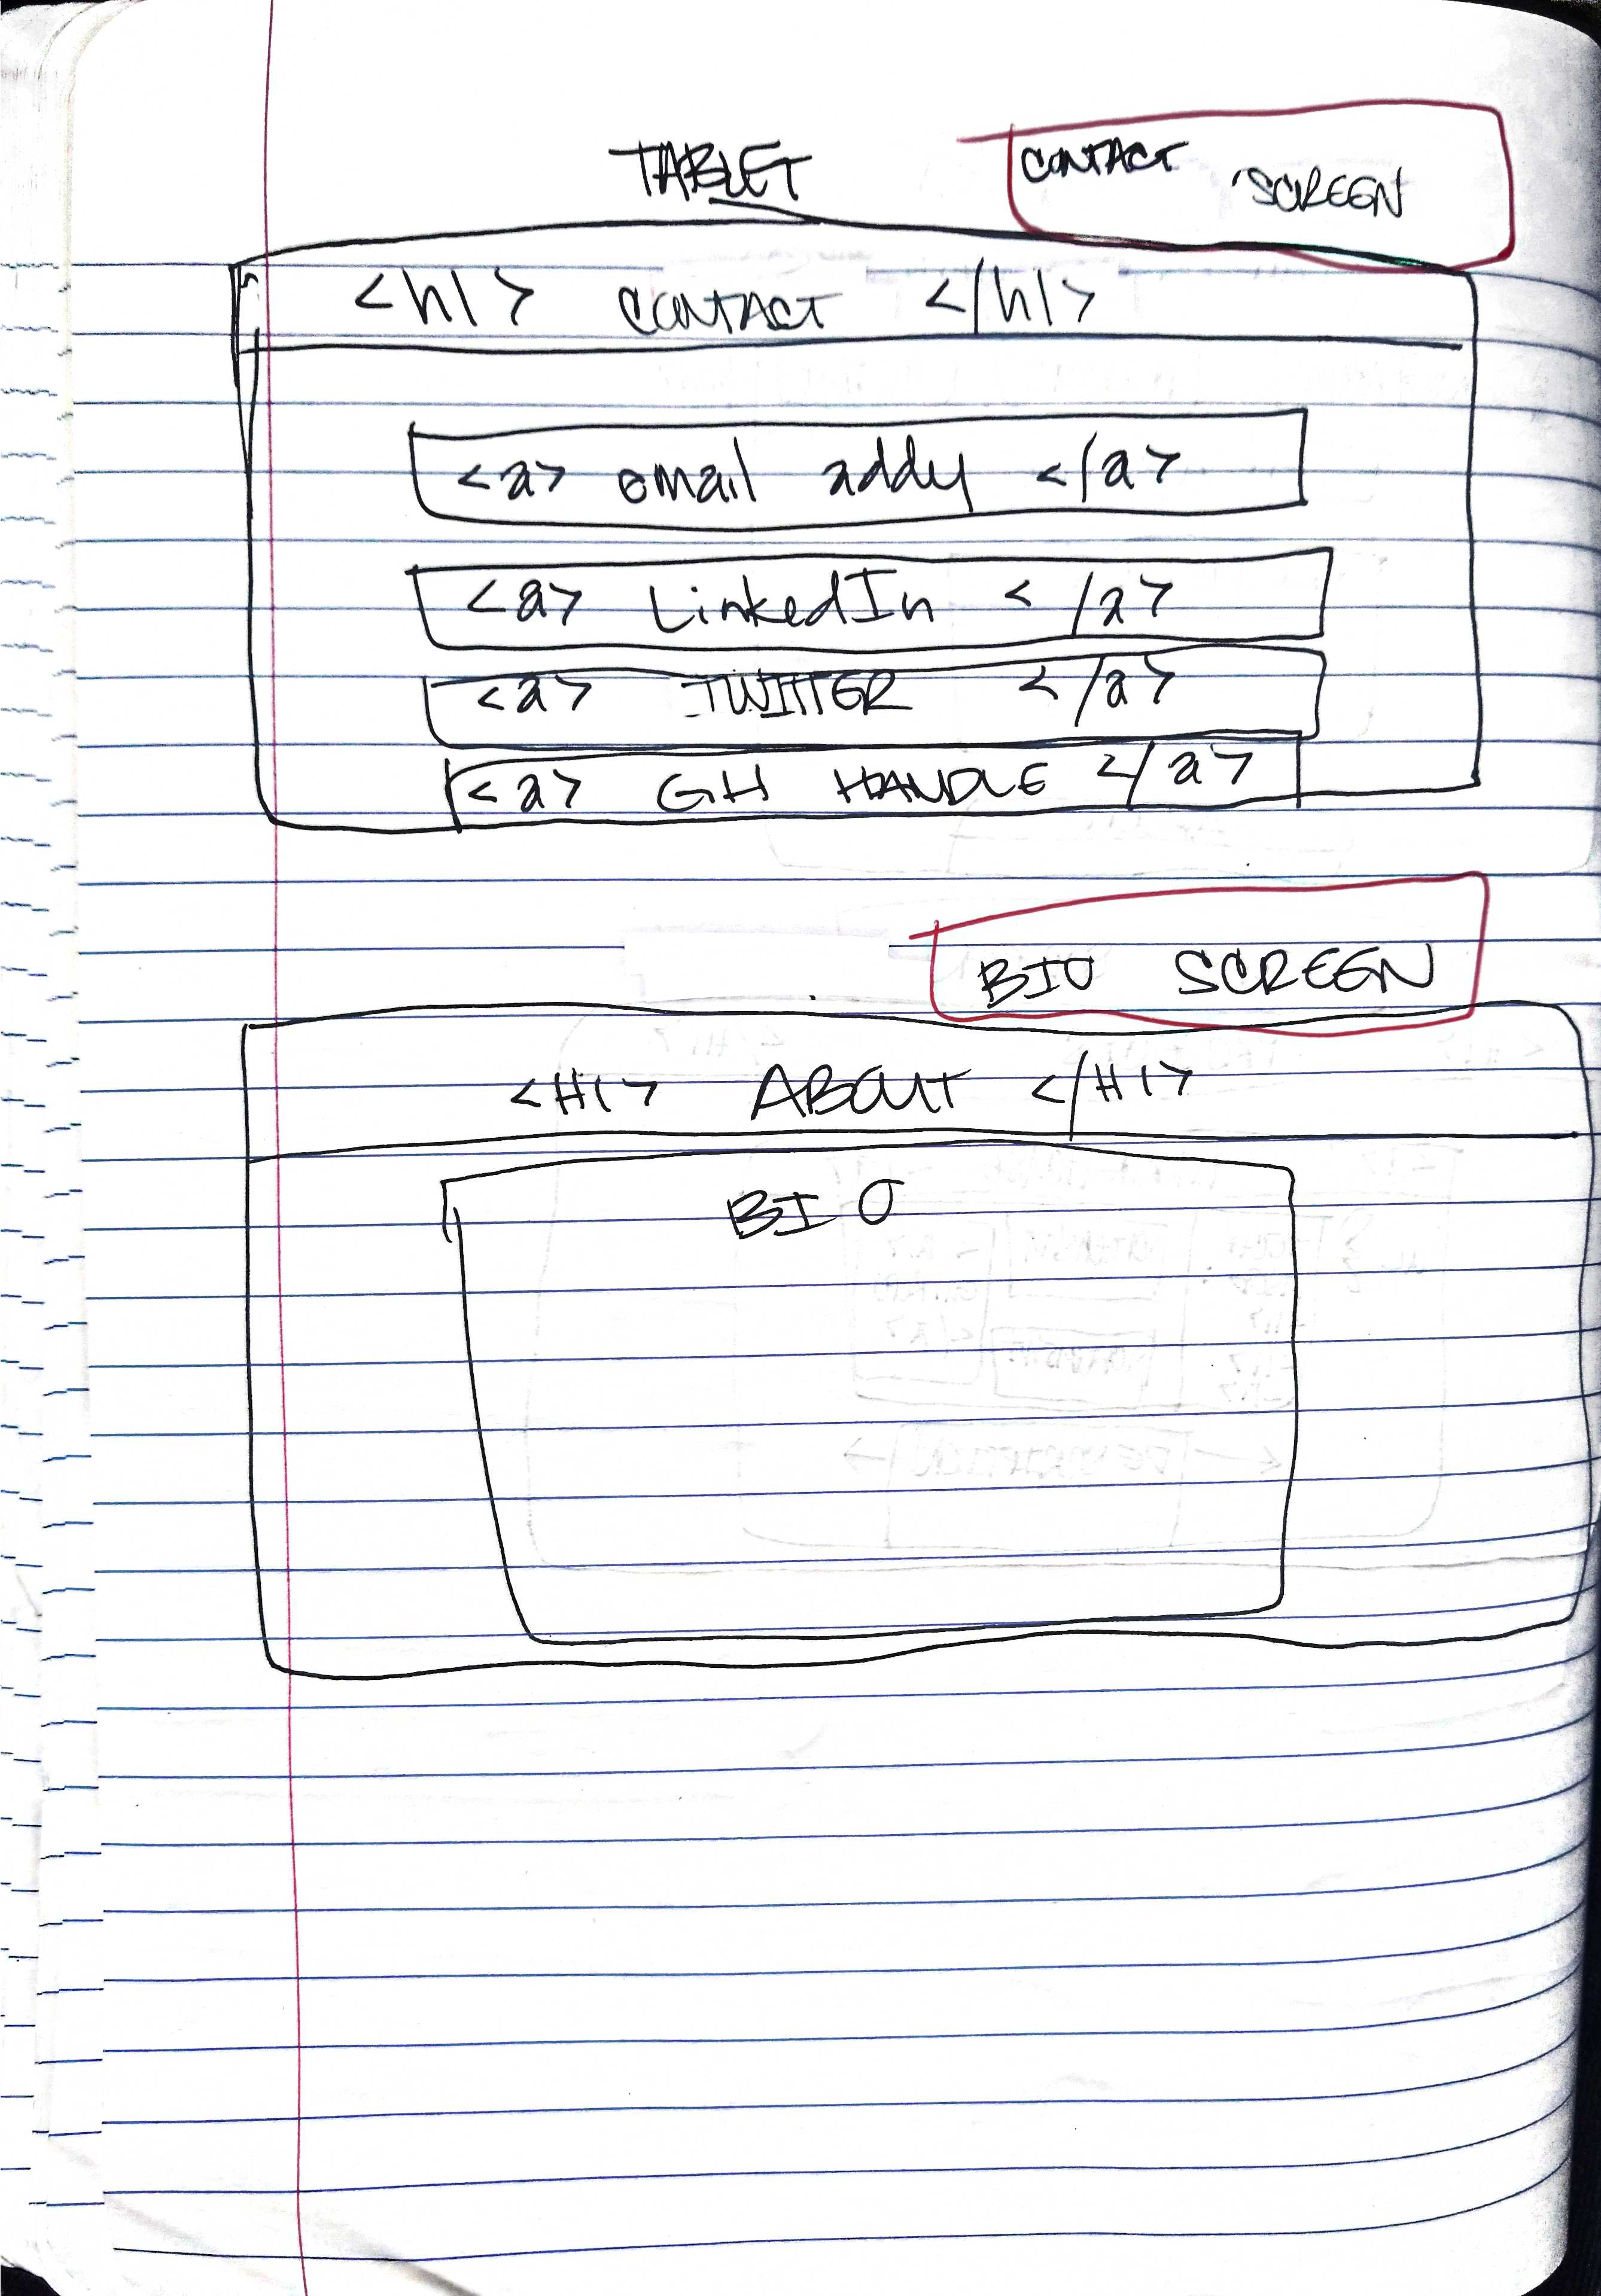 TABLET
CONTACT SCREEN
<h1> CONTACT </h1>
<a> email addy </a>
<a> LinkedIn </a>
<a> TWITTER </a>
<a> GH HANDLE </a>
BIO SCREEN
<H1> ABOUT </H1>
BIO